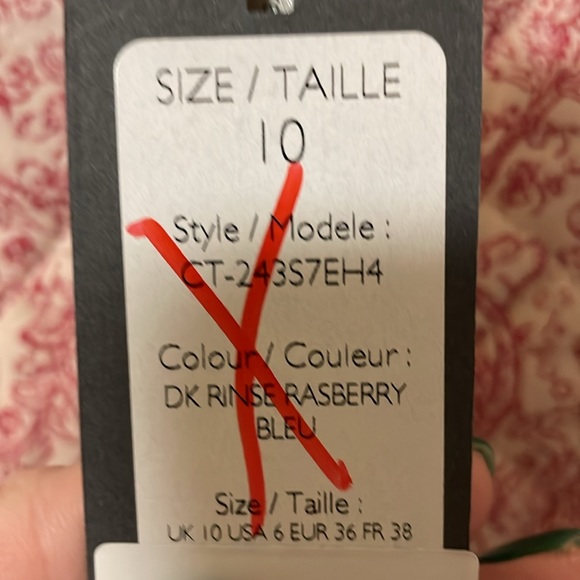 SIZE / TAILLE
10
Style / Modele :
CT-243S7EH4
Colour / Couleur :
DK RINSE RASBERRY
BLEU
Size / Taille :
UK 10 USA 6 EUR 36 FR 38